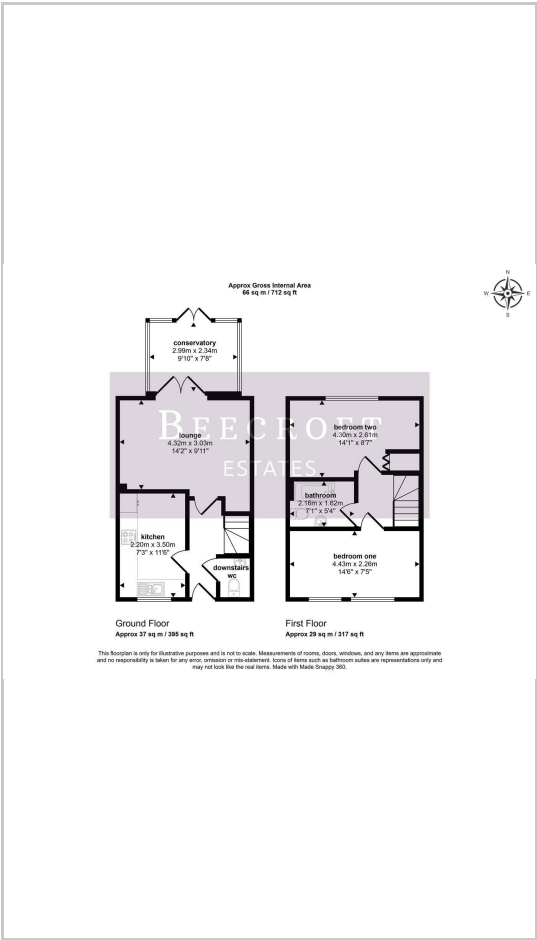 Approx Gross Internal Area
66 sq m / 712 sq ft
N
W E
S
conservatory
2.99m x 2.34m
9'10" x 7'8"
BEECROFT
ESTATES
lounge
4.32m x 3.03m
14'2" x 9'11"
kitchen
2.20m x 3.50m
7'3" x 11'6"
downstairs
wc
bedroom two
4.30m x 2.61m
14'1" x 8'7"
bathroom
2.16m x 1.62m
7'1" x 5'4"
bedroom one
4.43m x 2.26m
14'6" x 7'5"
Ground Floor
Approx 37 sq m / 395 sq ft
First Floor
Approx 29 sq m / 317 sq ft
This floorplan is only for illustrative purposes and is not to scale. Measurements of rooms, doors, windows, and any items are approximate
and no responsibility is taken for any error, omission or mis-statement. Icons of items such as bathroom suites are representations only and
may not look like the real items. Made with Made Snappy 360.